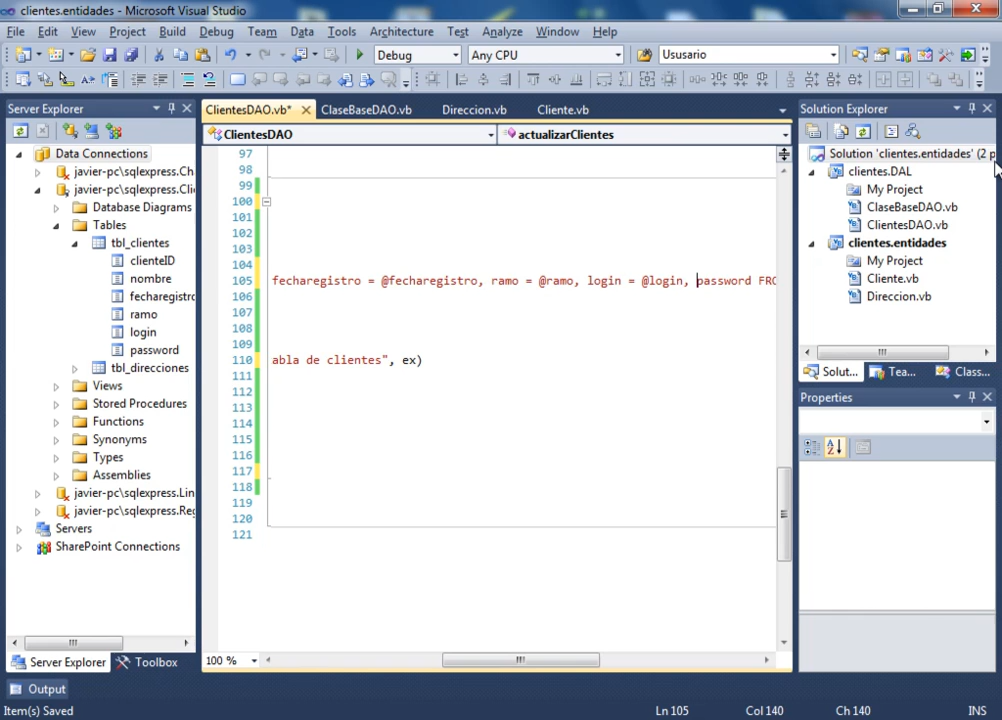 clientes.entidades - Microsoft Visual Studio
File Edit View Project Build Debug Team Data Tools Architecture Test Analyze Window Help
Debug Any CPU Ususario
Server Explorer
Data Connections
javier-pc\sqlexpress.Ch
javier-pc\sqlexpress.Cli
Database Diagrams
Tables
tbl_clientes
clienteID
nombre
fecharegistro
ramo
login
password
tbl_direcciones
Views
Stored Procedures
Functions
Synonyms
Types
Assemblies
javier-pc\sqlexpress.Lin
javier-pc\sqlexpress.Reg
Servers
SharePoint Connections
Server Explorer Toolbox
ClientesDAO.vb* ClaseBaseDAO.vb Direccion.vb Cliente.vb
ClientesDAO actualizarClientes
97
98
99
100
101
102
103
104
105 fecharegistro = @fecharegistro, ramo = @ramo, login = @login, password FRO
106
107
108
109
110 abla de clientes", ex)
111
112
113
114
115
116
117
118
119
120
121
100 %
Solution Explorer
Solution 'clientes.entidades' (2 p
clientes.DAL
My Project
ClaseBaseDAO.vb
ClientesDAO.vb
clientes.entidades
My Project
Cliente.vb
Direccion.vb
Solut... Tea... Class...
Properties
Output
Item(s) Saved Ln 105 Col 140 Ch 140 INS